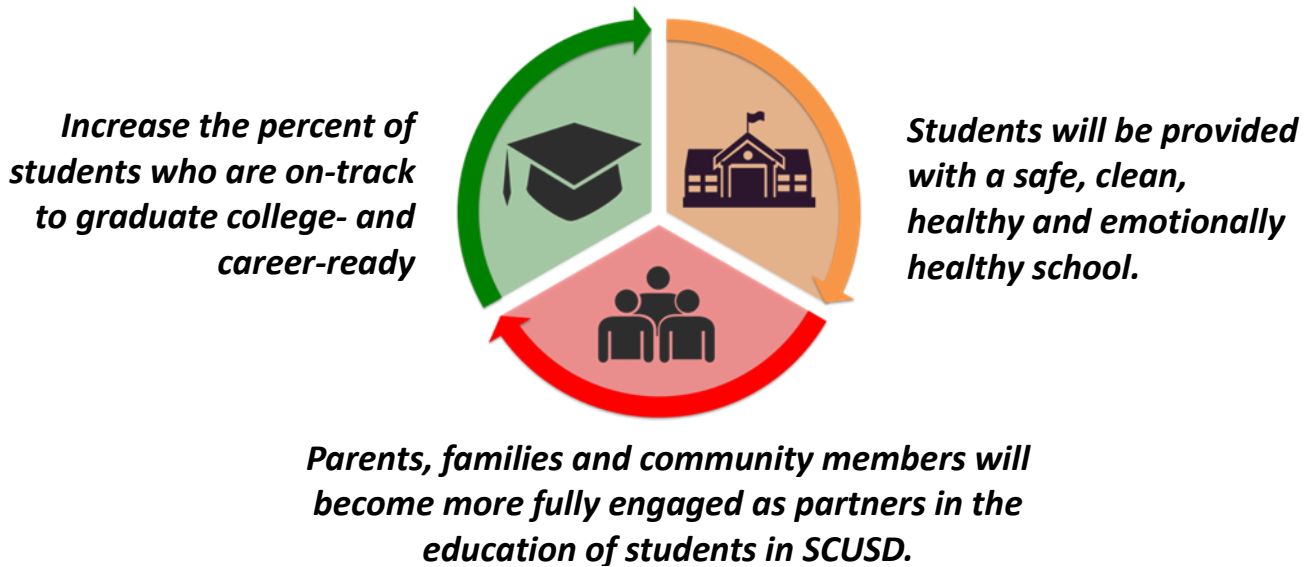 Increase the percent of
students who are on-track
to graduate college- and
career-ready
Students will be provided
with a safe, clean,
healthy and emotionally
healthy school.
Parents, families and community members will
become more fully engaged as partners in the
education of students in SCUSD.